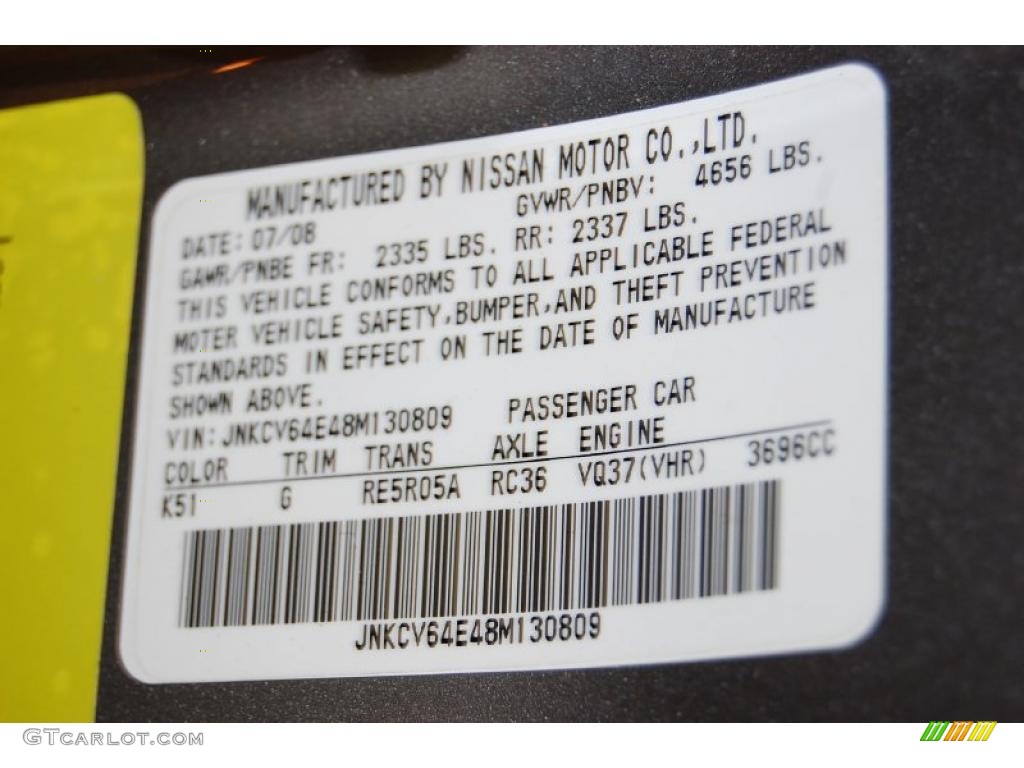 MANUFACTURED BY NISSAN MOTOR CO.,LTD.
DATE: 07/08 GVWR/PNBV: 4656 LBS.
GAWR/PNBE FR: 2335 LBS. RR: 2337 LBS.
THIS VEHICLE CONFORMS TO ALL APPLICABLE FEDERAL
MOTER VEHICLE SAFETY,BUMPER,AND THEFT PREVENTION
STANDARDS IN EFFECT ON THE DATE OF MANUFACTURE
SHOWN ABOVE.
VIN: JNKCV64E48M130809 PASSENGER CAR
COLOR TRIM TRANS AXLE ENGINE
K51 G RE5R05A RC36 VQ37(VHR) 3696CC
JNKCV64E48M130809
GTCarLot.com